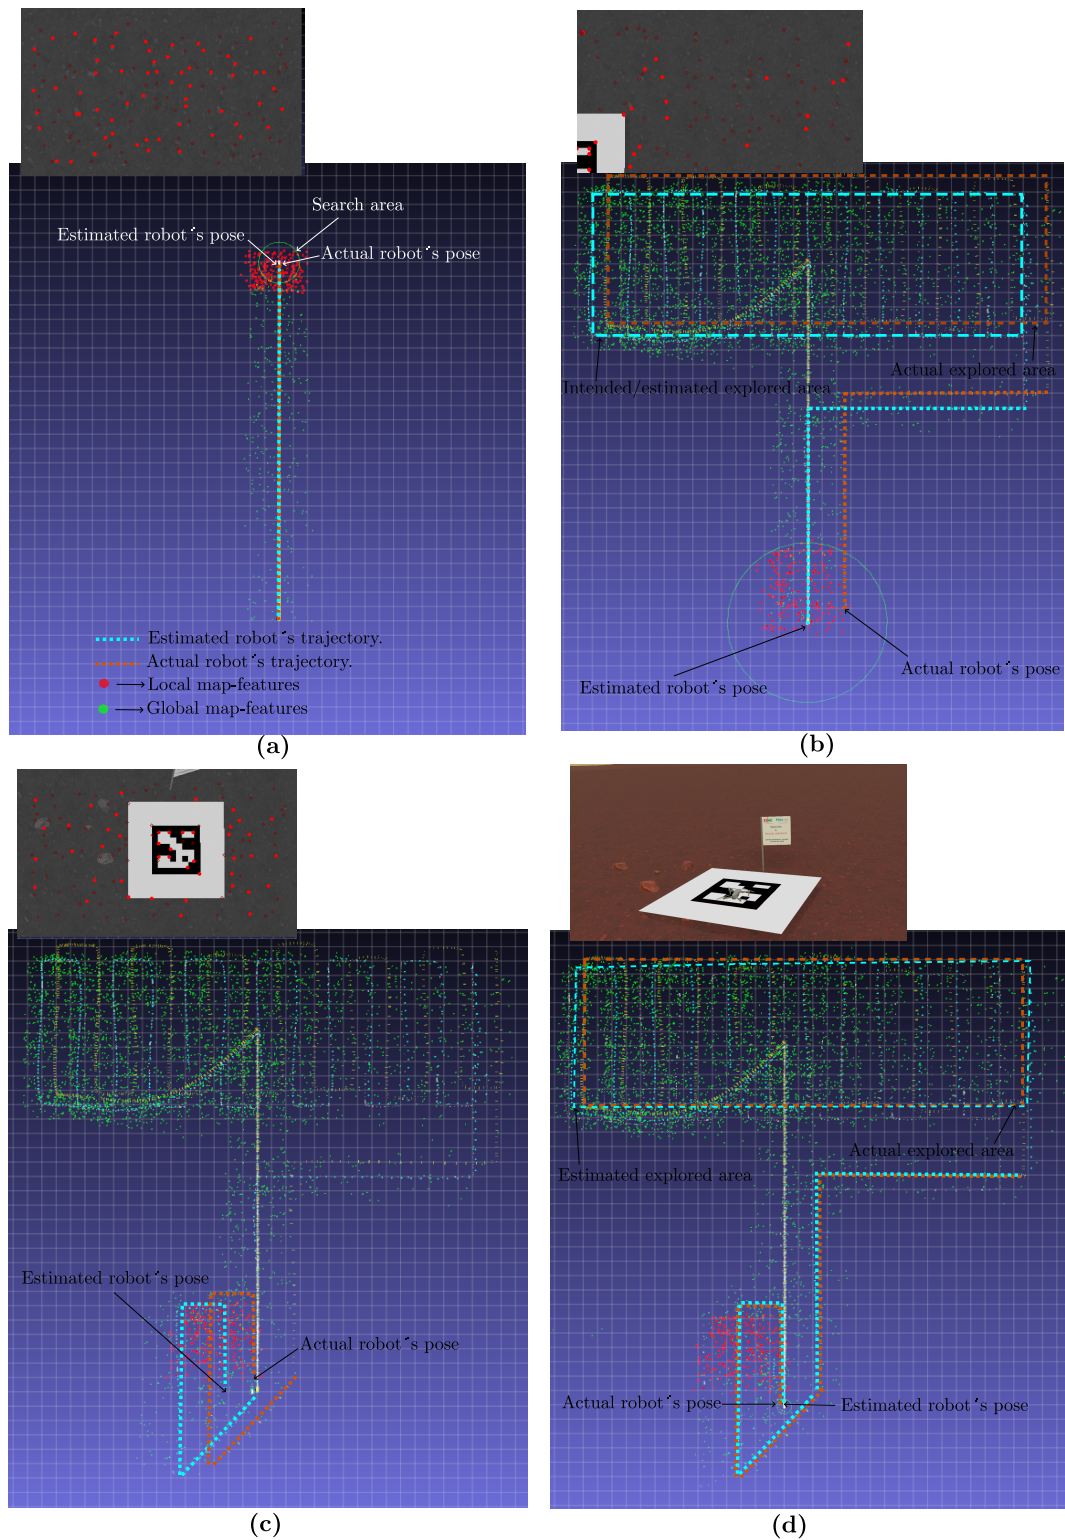 Search area
Estimated robot´s pose
Actual robot´s pose
Estimated robot´s trajectory.
Actual robot´s trajectory.
Local map-features
Global map-features
(a)
Actual explored area
Intended/estimated explored area
Actual robot´s pose
Estimated robot´s pose
(b)
Estimated robot´s pose
Actual robot´s pose
(c)
Actual explored area
Estimated explored area
Actual robot´s pose
Estimated robot´s pose
(d)